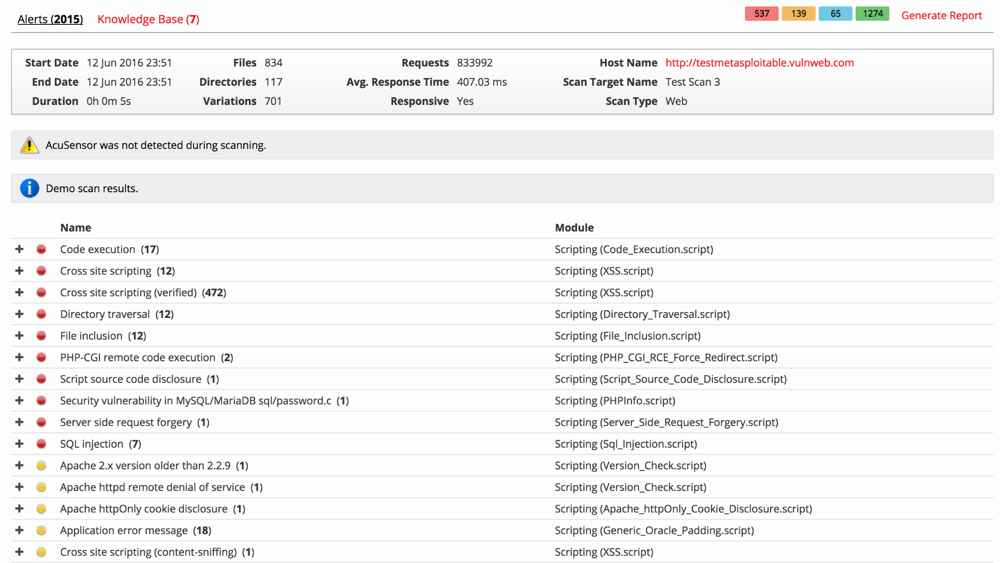 Alerts (2015) Knowledge Base (7) 537 139 65 1274 Generate Report
Start Date 12 Jun 2016 23:51 Files 834 Requests 833992 Host Name http://testmetasploitable.vulnweb.com
End Date 12 Jun 2016 23:51 Directories 117 Avg. Response Time 407.03 ms Scan Target Name Test Scan 3
Duration 0h 0m 5s Variations 701 Responsive Yes Scan Type Web
AcuSensor was not detected during scanning.
Demo scan results.
Name Module
Code execution (17) Scripting (Code_Execution.script)
Cross site scripting (12) Scripting (XSS.script)
Cross site scripting (verified) (472) Scripting (XSS.script)
Directory traversal (12) Scripting (Directory_Traversal.script)
File inclusion (12) Scripting (File_Inclusion.script)
PHP-CGI remote code execution (2) Scripting (PHP_CGI_RCE_Force_Redirect.script)
Script source code disclosure (1) Scripting (Script_Source_Code_Disclosure.script)
Security vulnerability in MySQL/MariaDB sql/password.c (1) Scripting (PHPInfo.script)
Server side request forgery (1) Scripting (Server_Side_Request_Forgery.script)
SQL injection (7) Scripting (Sql_Injection.script)
Apache 2.x version older than 2.2.9 (1) Scripting (Version_Check.script)
Apache httpd remote denial of service (1) Scripting (Version_Check.script)
Apache httpOnly cookie disclosure (1) Scripting (Apache_httpOnly_Cookie_Disclosure.script)
Application error message (18) Scripting (Generic_Oracle_Padding.script)
Cross site scripting (content-sniffing) (1) Scripting (XSS.script)